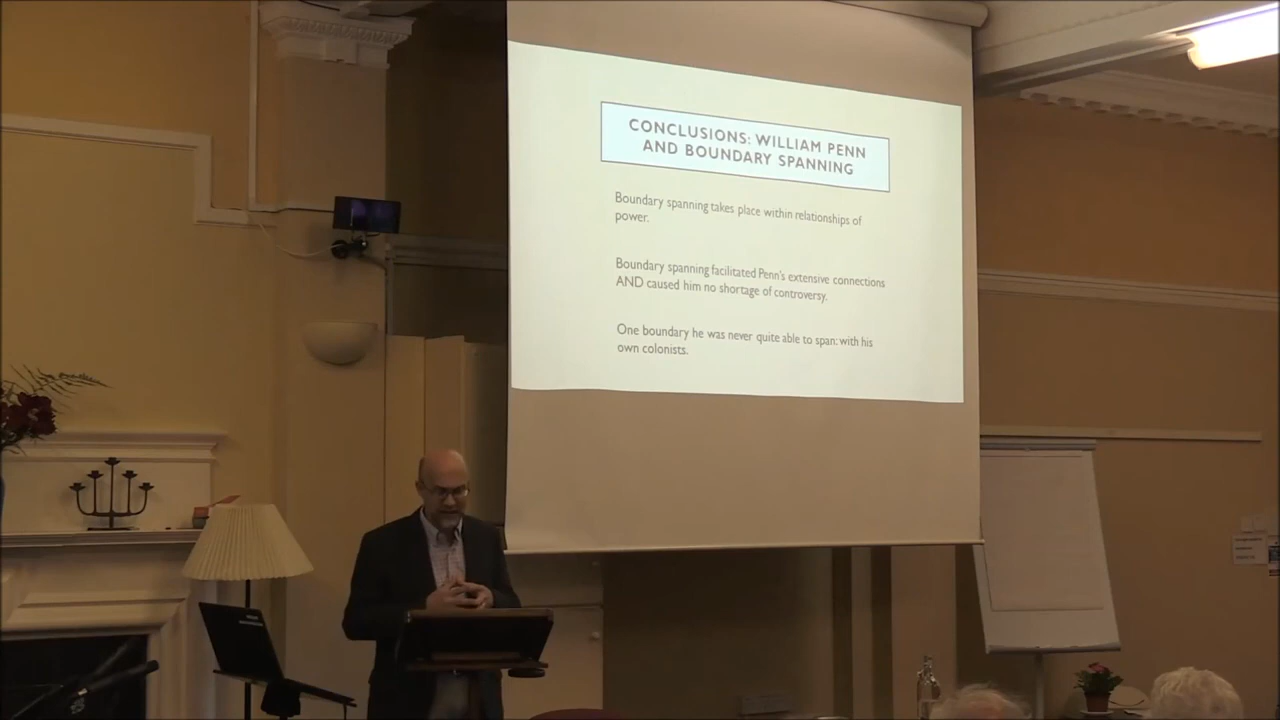 CONCLUSIONS: WILLIAM PENN
AND BOUNDARY SPANNING
Boundary spanning takes place within relationships of
power.
Boundary spanning facilitated Penn's extensive connections
AND caused him no shortage of controversy.
One boundary he was never quite able to span: with his
own colonists.